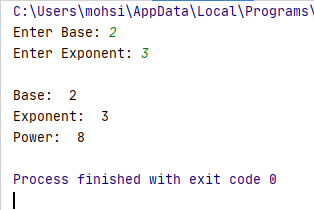 C:\Users\mohsi\AppData\Local\Programs\
Enter Base: 2
Enter Exponent: 3
Base:  2
Exponent:  3
Power:  8
Process finished with exit code 0